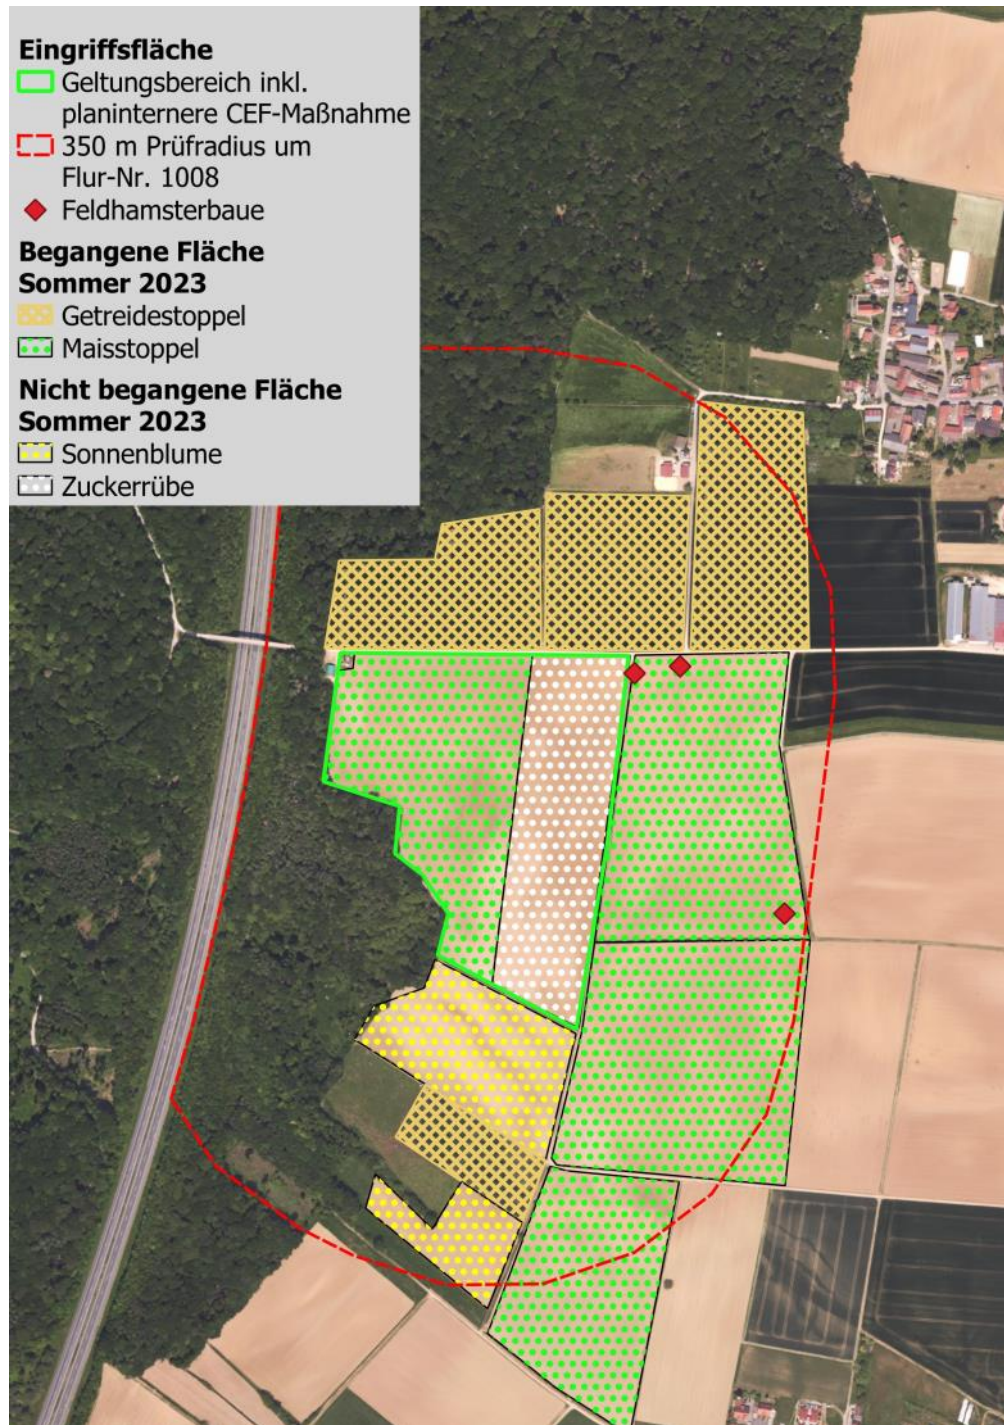 Eingriffsfläche
Geltungsbereich inkl.
planinternere CEF-Maßnahme
350 m Prüfradius um
Flur-Nr. 1008
Feldhamsterbaue
Begangene Fläche
Sommer 2023
Getreidestoppel
Maisstoppel
Nicht begangene Fläche
Sommer 2023
Sonnenblume
Zuckerrübe